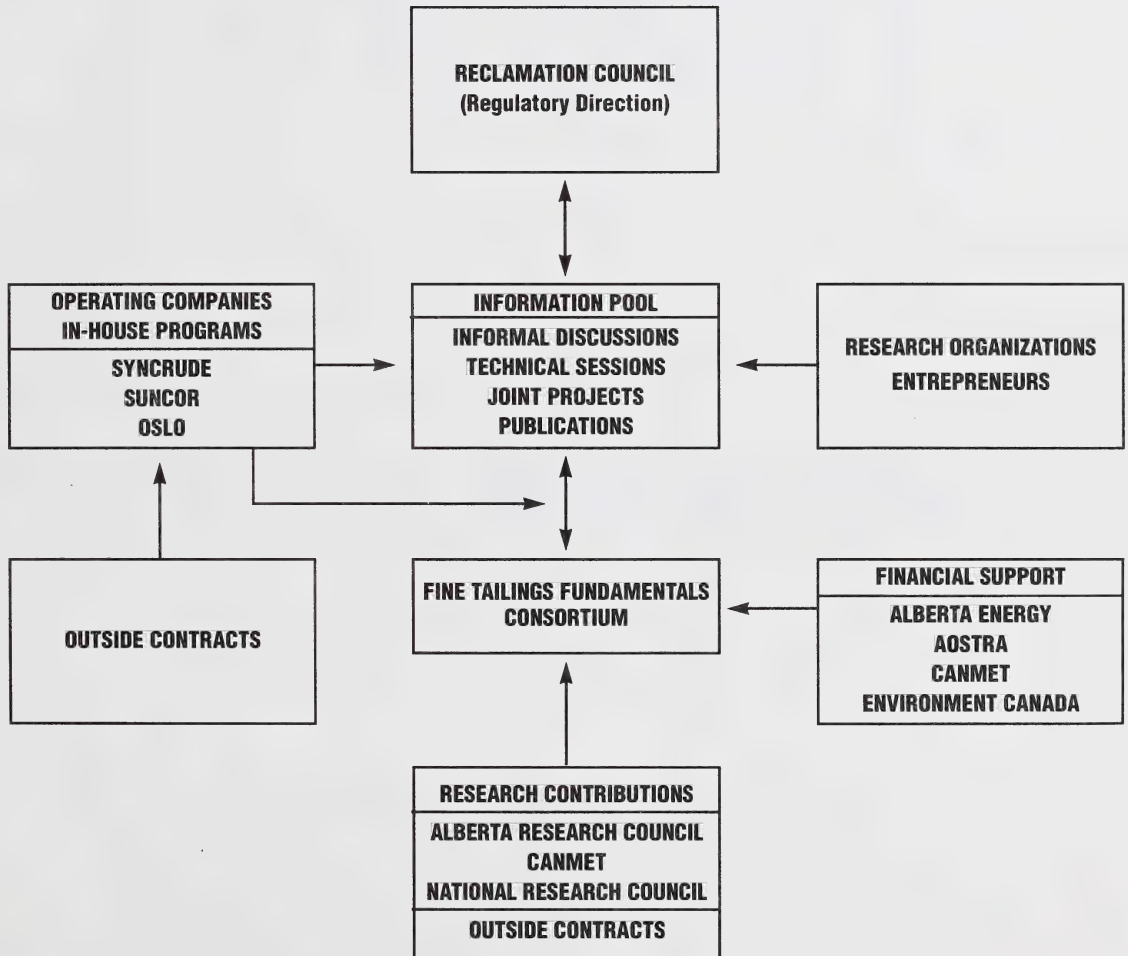 RECLAMATION COUNCIL
(Regulatory Direction)
OPERATING COMPANIES
IN-HOUSE PROGRAMS
SYNCRUDE
SUNCOR
OSLO
INFORMATION POOL
INFORMAL DISCUSSIONS
TECHNICAL SESSIONS
JOINT PROJECTS
PUBLICATIONS
RESEARCH ORGANIZATIONS
ENTREPRENEURS
OUTSIDE CONTRACTS
FINE TAILINGS FUNDAMENTALS
CONSORTIUM
FINANCIAL SUPPORT
ALBERTA ENERGY
AOSTRA
CANMET
ENVIRONMENT CANADA
RESEARCH CONTRIBUTIONS
ALBERTA RESEARCH COUNCIL
CANMET
NATIONAL RESEARCH COUNCIL
OUTSIDE CONTRACTS